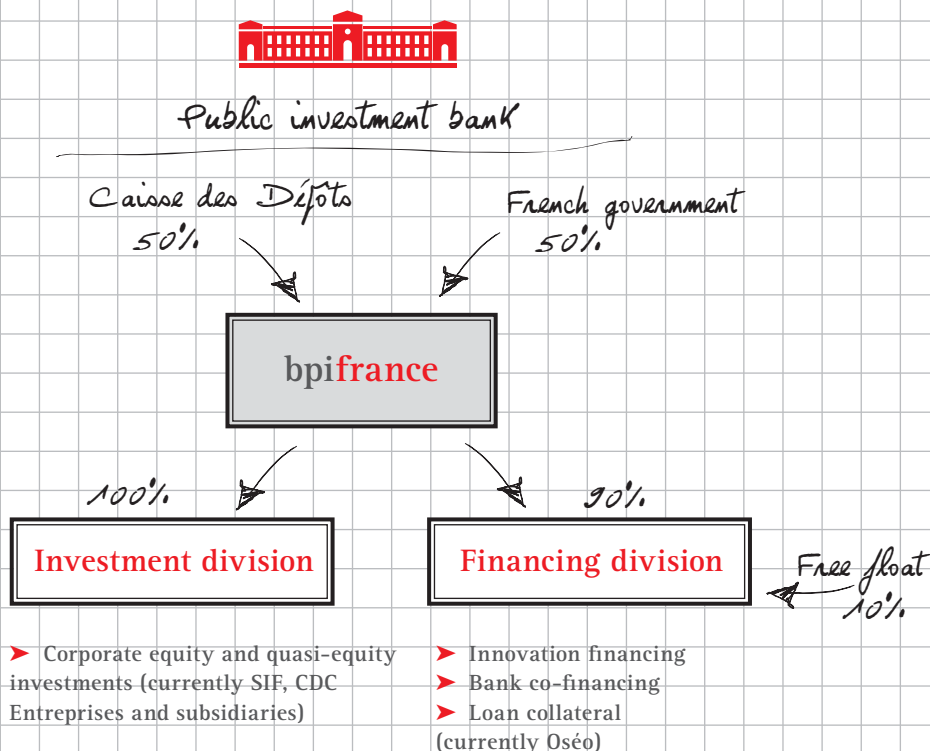 Public investment bank
Caisse des Dépôts
50%
French government
50%
bpifrance
100%
90%
Investment division
Financing division
Free float
10%
➤ Corporate equity and quasi-equity
investments (currently SIF, CDC
Entreprises and subsidiaries)
➤ Innovation financing
➤ Bank co-financing
➤ Loan collateral
(currently Oséo)